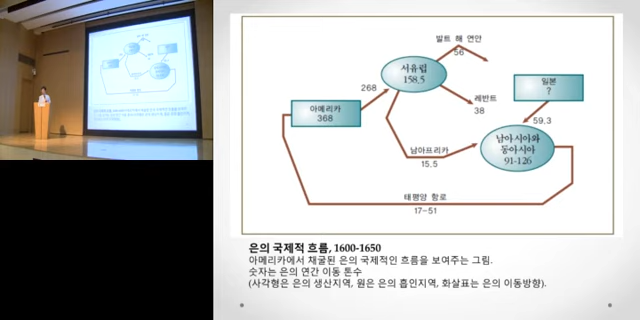 발트 해 연안
56
서유럽
158.5
268
레반트
38
일본
?
아메리카
368
59.3
남아시아와
동아시아
91-126
남아프리카
15.5
태평양 항로
17-51
은의 국제적 흐름, 1600-1650
아메리카에서 채굴된 은의 국제적인 흐름을 보여주는 그림.
숫자는 은의 연간 이동 톤수
(사각형은 은의 생산지역, 원은 은의 흡인지역, 화살표는 은의 이동방향).